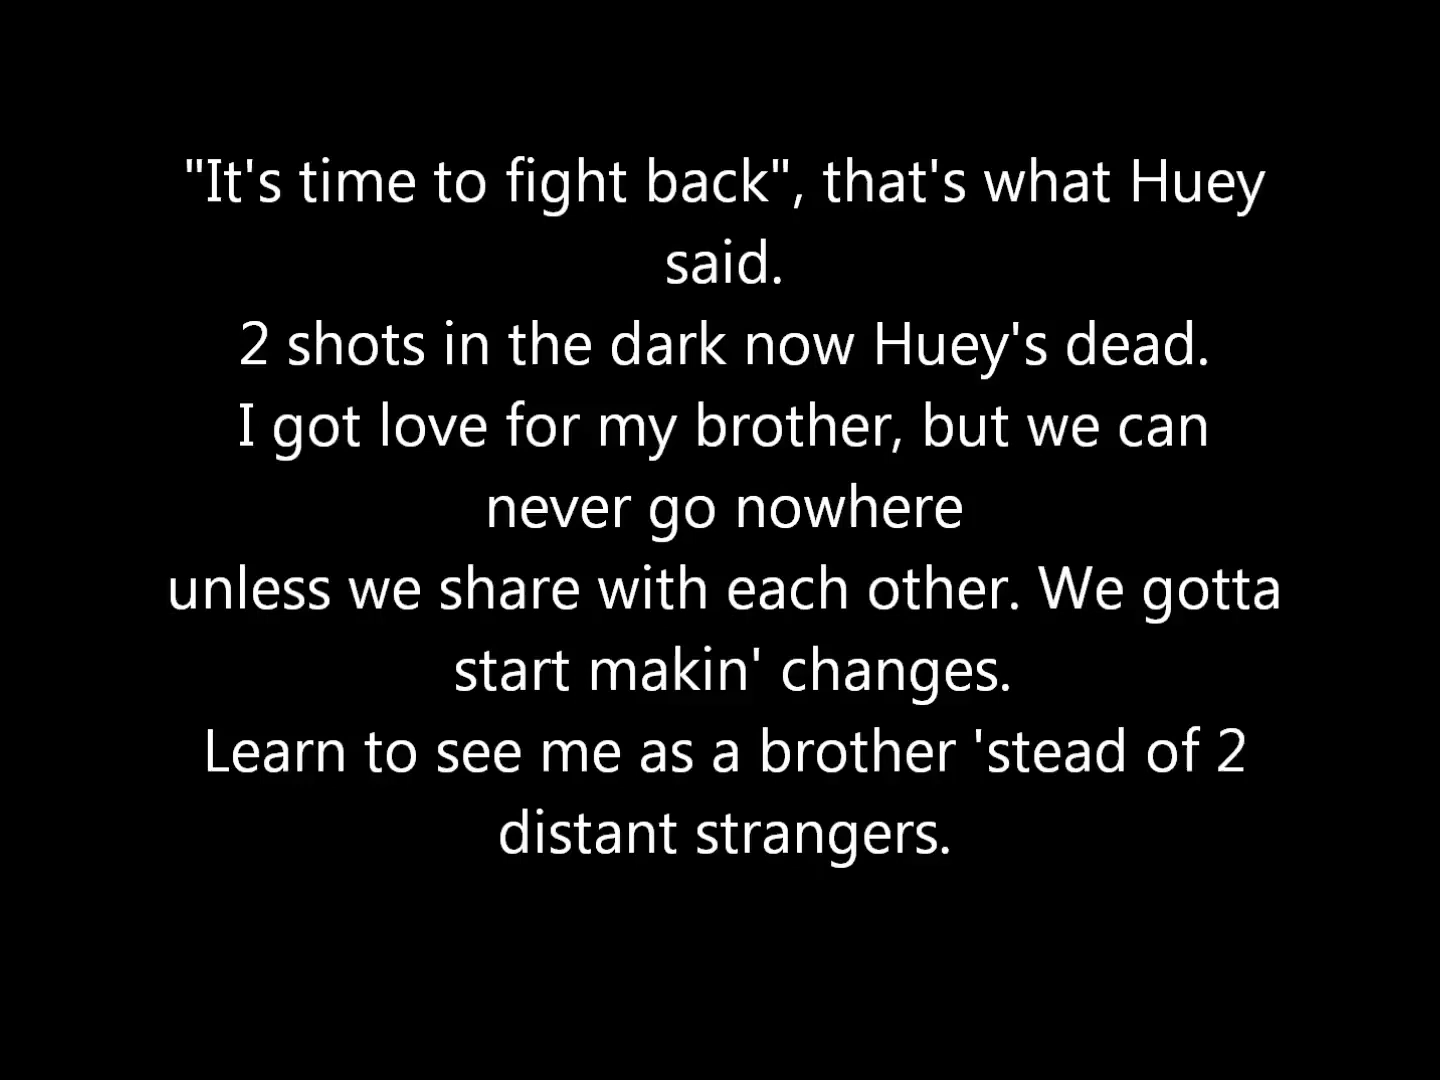 "It's time to fight back", that's what Huey
said.
2 shots in the dark now Huey's dead.
I got love for my brother, but we can
never go nowhere
unless we share with each other. We gotta
start makin' changes.
Learn to see me as a brother 'stead of 2
distant strangers.